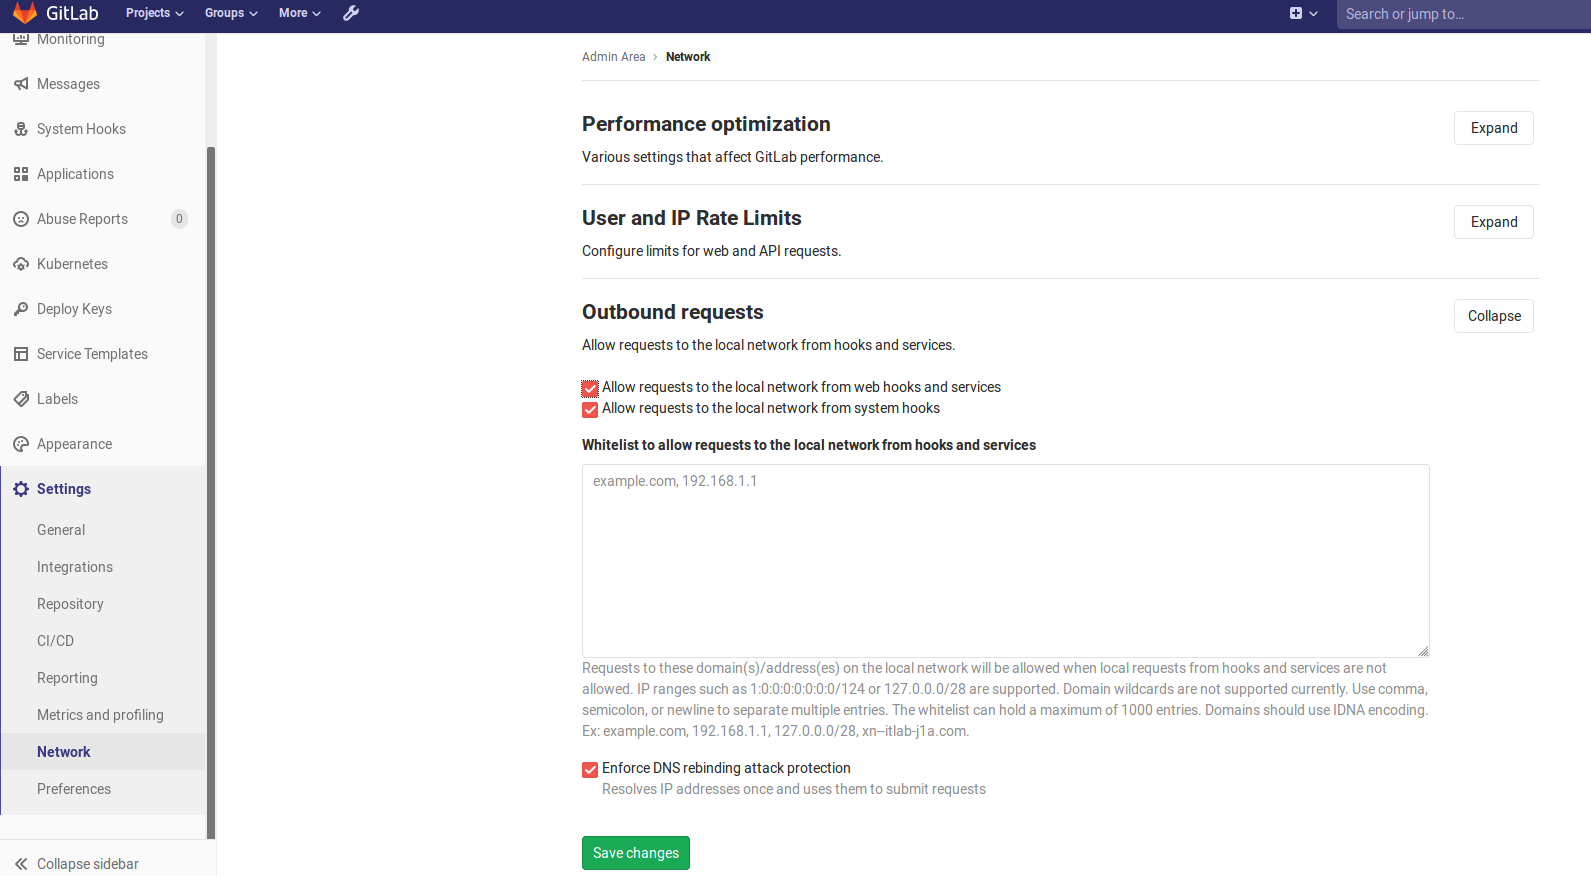 GitLab
Projects
Groups
More
Search or jump to...
Monitoring
Messages
System Hooks
Applications
Abuse Reports 0
Kubernetes
Deploy Keys
Service Templates
Labels
Appearance
Settings
General
Integrations
Repository
CI/CD
Reporting
Metrics and profiling
Network
Preferences
Collapse sidebar
Admin Area > Network
Performance optimization
Expand
Various settings that affect GitLab performance.
User and IP Rate Limits
Expand
Configure limits for web and API requests.
Outbound requests
Collapse
Allow requests to the local network from hooks and services.
Allow requests to the local network from web hooks and services
Allow requests to the local network from system hooks
Whitelist to allow requests to the local network from hooks and services
example.com, 192.168.1.1
Requests to these domain(s)/address(es) on the local network will be allowed when local requests from hooks and services are not
allowed. IP ranges such as 1:0:0:0:0:0:0:0/124 or 127.0.0.0/28 are supported. Domain wildcards are not supported currently. Use comma,
semicolon, or newline to separate multiple entries. The whitelist can hold a maximum of 1000 entries. Domains should use IDNA encoding.
Ex: example.com, 192.168.1.1, 127.0.0.0/28, xn--itlab-j1a.com.
Enforce DNS rebinding attack protection
Resolves IP addresses once and uses them to submit requests
Save changes